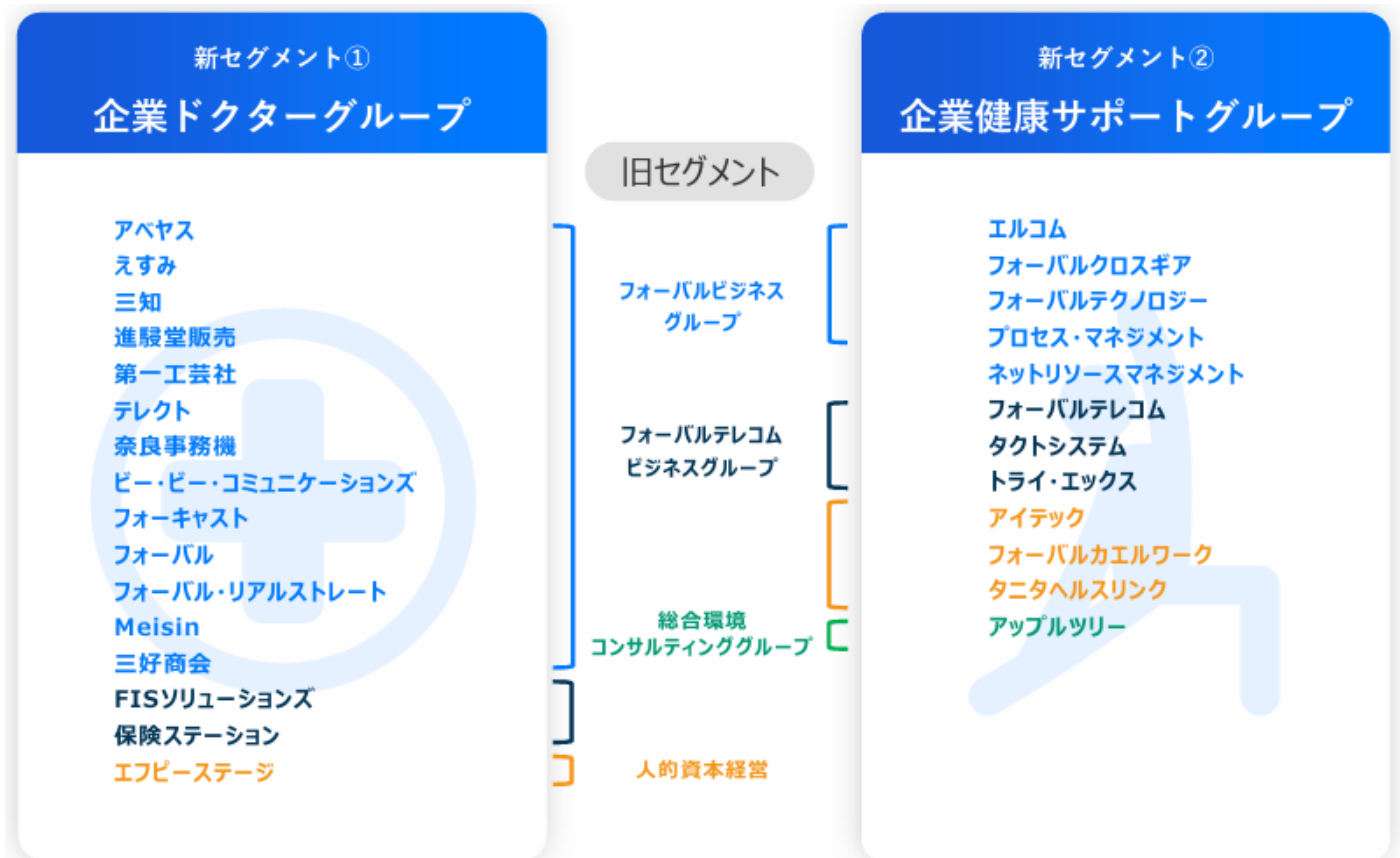 新セグメント①
企業ドクターグループ
アベヤス
えすみ
三知
進駸堂販売
第一工芸社
テレクト
奈良事務機
ビー・ビー・コミュニケーションズ
フォーキャスト
フォーバル
フォーバル・リアルストレート
Meisin
三好商会
FISソリューションズ
保険ステーション
エフピーステージ
旧セグメント
フォーバルビジネス
グループ
フォーバルテレコム
ビジネスグループ
総合環境
コンサルティンググループ
人的資本経営
新セグメント②
企業健康サポートグループ
エルコム
フォーバルクロスギア
フォーバルテクノロジー
プロセス・マネジメント
ネットリソースマネジメント
フォーバルテレコム
タクトシステム
トライ・エックス
アイテック
フォーバルカエルワーク
タニタヘルスリンク
アップルツリー